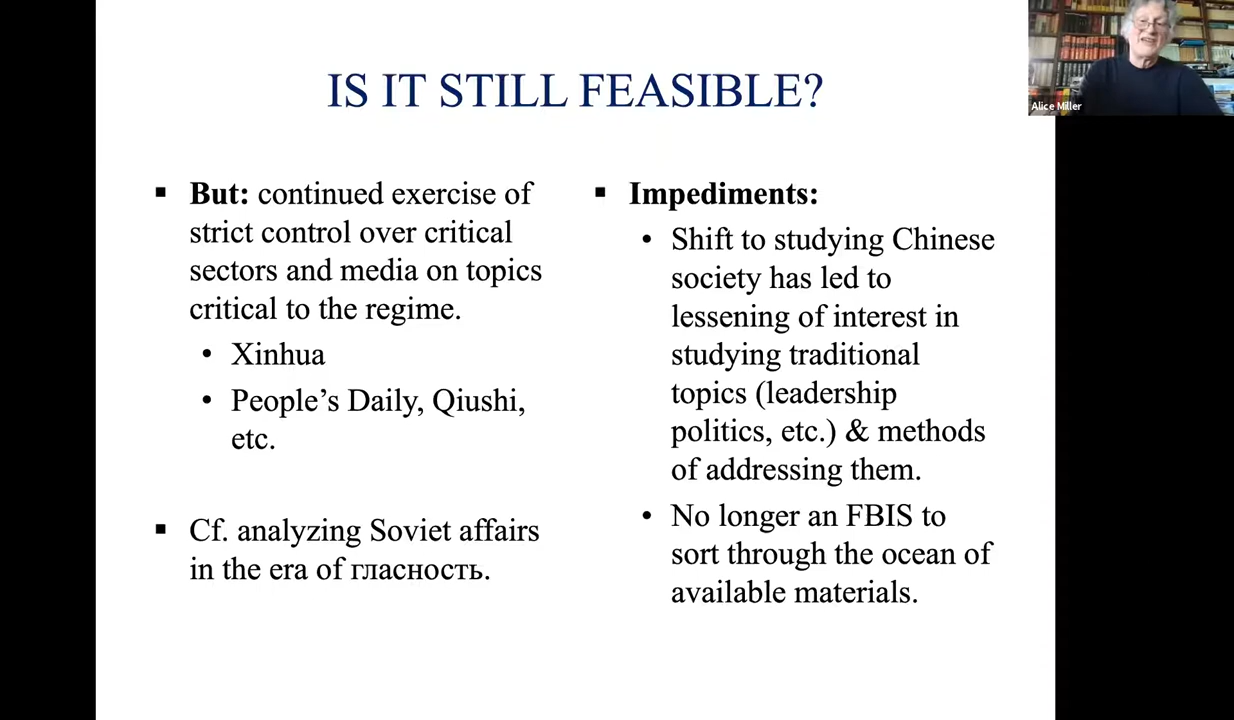 IS IT STILL FEASIBLE?
But: continued exercise of
strict control over critical
sectors and media on topics
critical to the regime.
Xinhua
People's Daily, Qiushi,
etc.
Cf. analyzing Soviet affairs
in the era of гласность.
Impediments:
Shift to studying Chinese
society has led to
lessening of interest in
studying traditional
topics (leadership
politics, etc.) & methods
of addressing them.
No longer an FBIS to
sort through the ocean of
available materials.
Alice Miller